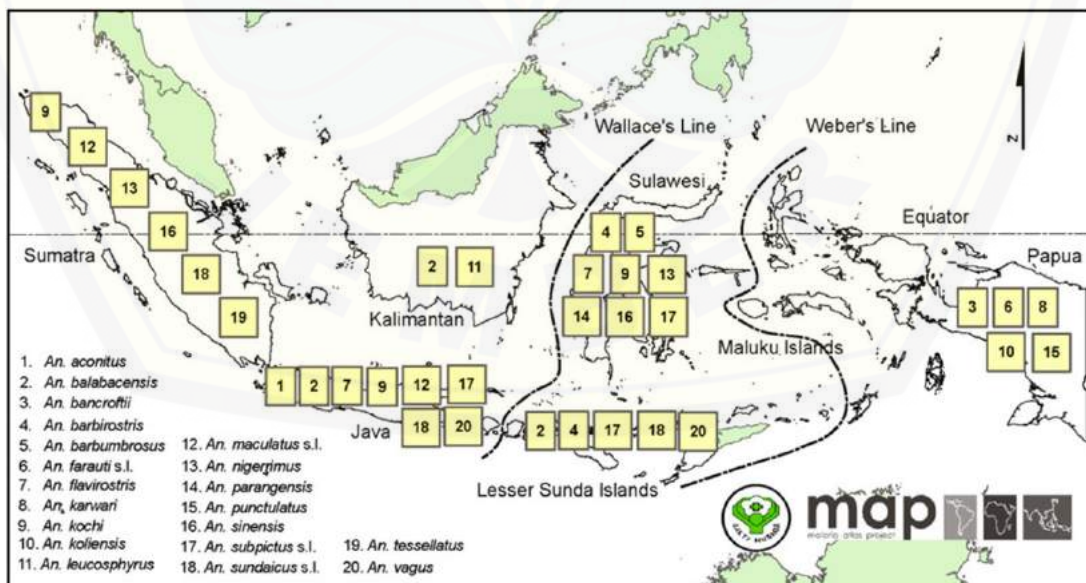 Wallace's Line
Weber's Line
z
Sulawesi
Equator
Sumatra
Papua
Kalimantan
Maluku Islands
Java
Lesser Sunda Islands
9
12
13
16
18
19
2 11
4 5
7 9 13
14 16 17
3 6 8
10 15
1 2 7 9 12 17
18 20
2 4 17 18 20
1. An. aconitus
2. An. balabacensis
3. An. bancroftii
4. An. barbirostris
5. An. barbumbrosus
6. An. farauti s.l.
7. An. flavirostris
8. An. karwari
9. An. kochi
10. An. koliensis
11. An. leucosphyrus
12. An. maculatus s.l.
13. An. nigerrimus
14. An. parangensis
15. An. punctulatus
16. An. sinensis
17. An. subpictus s.l.
18. An. sundaicus s.l.
19. An. tessellatus
20. An. vagus
map
malaria atlas project